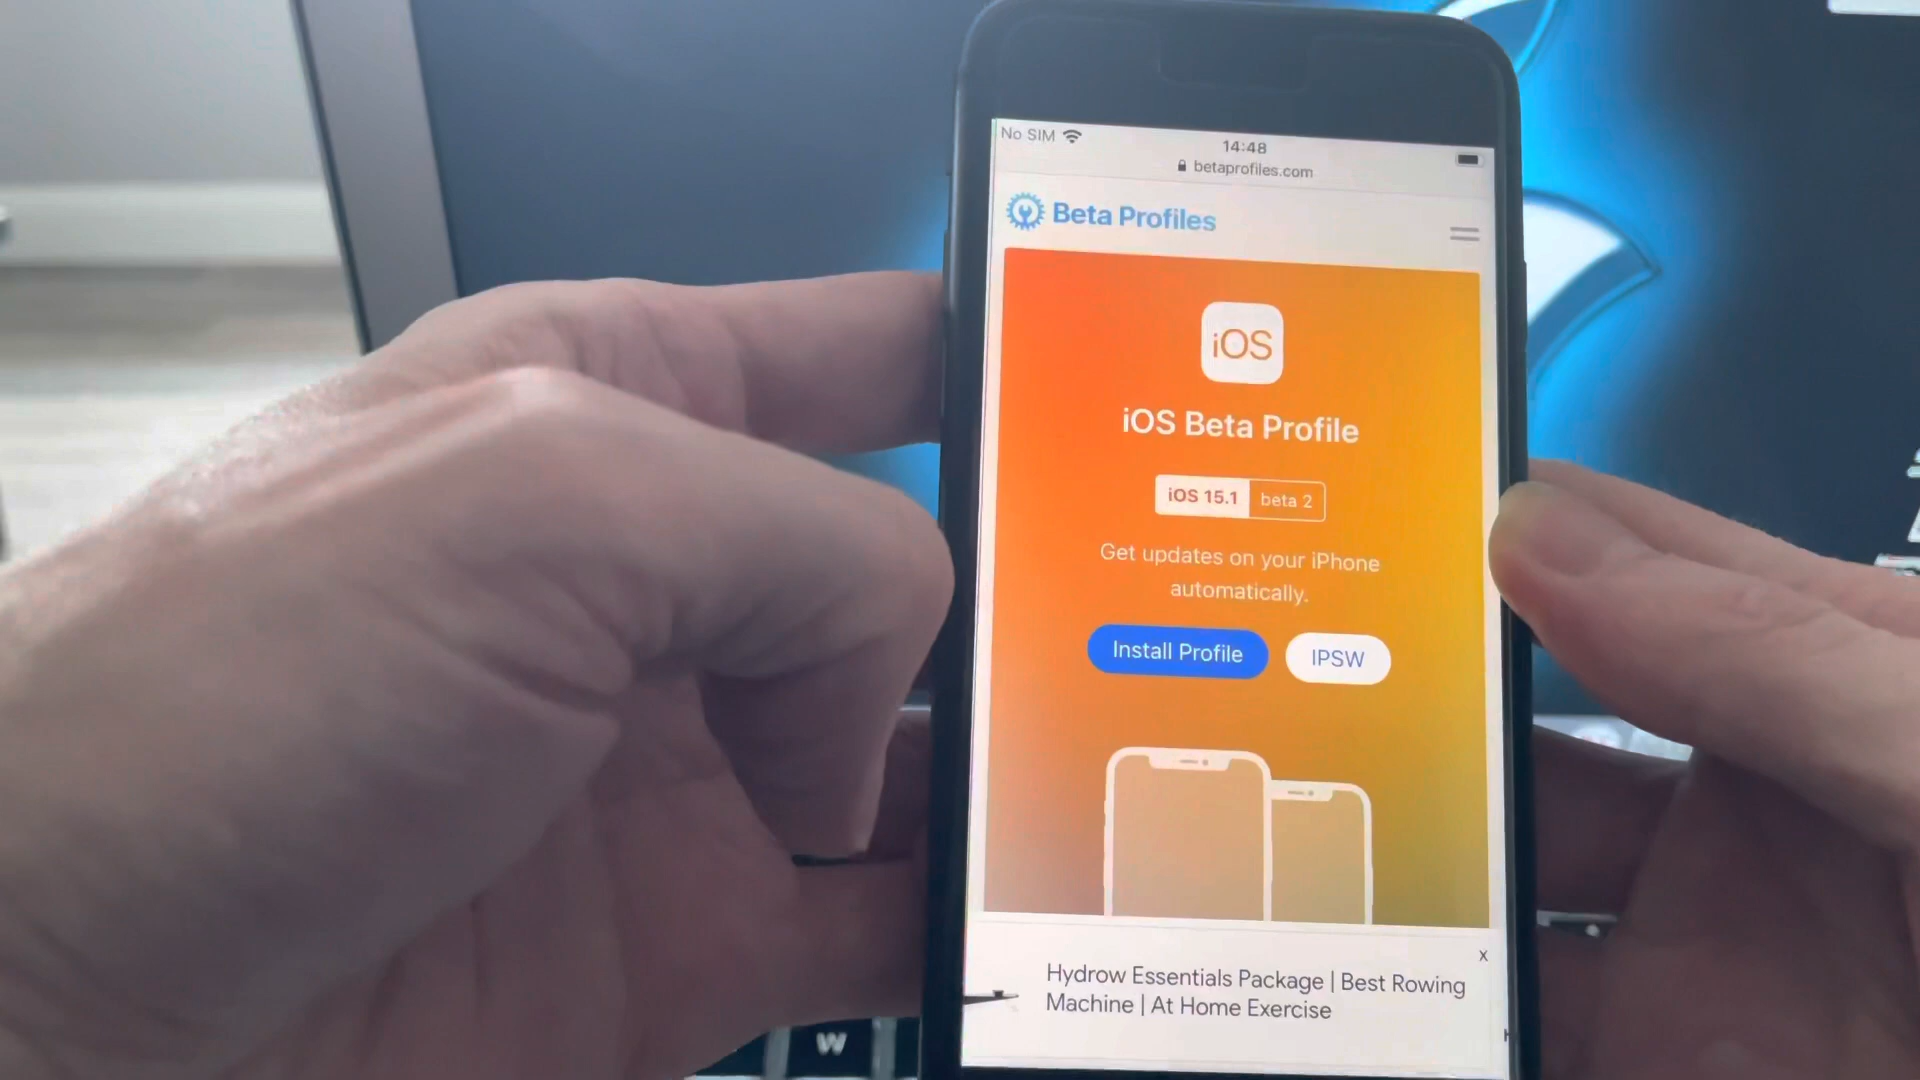 No SIM
14:48
betaprofiles.com
Beta Profiles
iOS
iOS Beta Profile
iOS 15.1 beta 2
Get updates on your iPhone
automatically.
Install Profile IPSW
x
Hydrow Essentials Package | Best Rowing
Machine | At Home Exercise
W